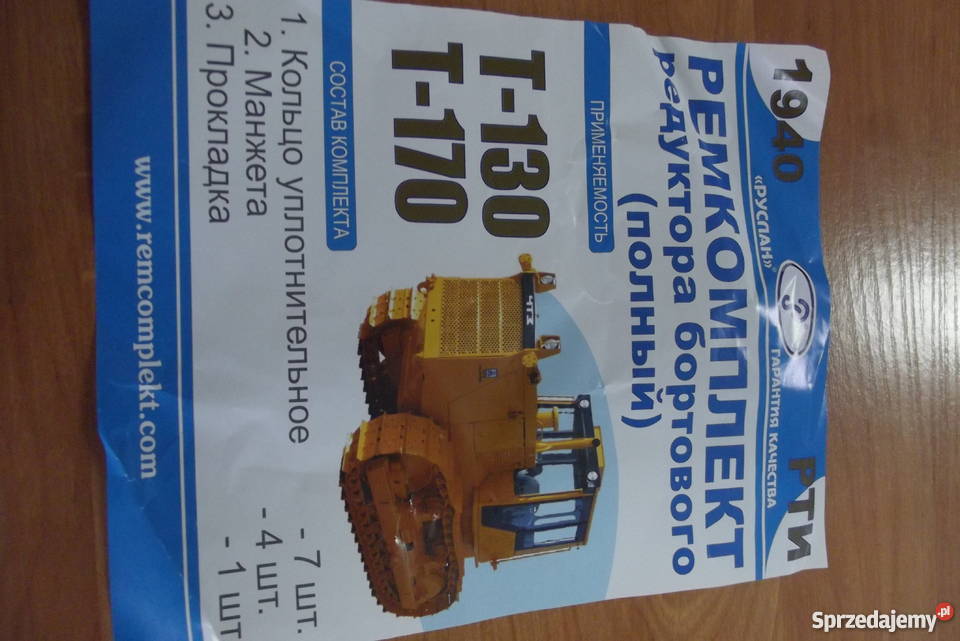 1940
РТИ
«РУСЛАН»
ГАРАНТИЯ КАЧЕСТВА
РЕМКОМПЛЕКТ
редуктора бортового
(полный)
ПРИМЕНЯЕМОСТЬ
Т-130
Т-170
ЧТЗ
СОСТАВ КОМПЛЕКТА
1. Кольцо уплотнительное - 7 шт.
2. Манжета - 4 шт.
3. Прокладка - 1 шт
www.remcomplekt.com
Sprzedajemy.pl